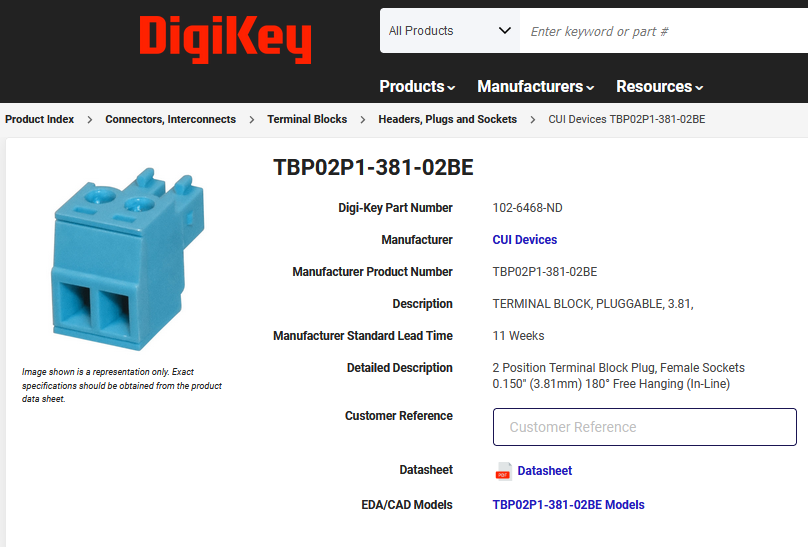 DigiKey
All Products
Enter keyword or part #
Products
Manufacturers
Resources
Product Index > Connectors, Interconnects > Terminal Blocks > Headers, Plugs and Sockets > CUI Devices TBP02P1-381-02BE
TBP02P1-381-02BE
Digi-Key Part Number 102-6468-ND
Manufacturer CUI Devices
Manufacturer Product Number TBP02P1-381-02BE
Description TERMINAL BLOCK, PLUGGABLE, 3.81,
Manufacturer Standard Lead Time 11 Weeks
Detailed Description 2 Position Terminal Block Plug, Female Sockets
0.150" (3.81mm) 180° Free Hanging (In-Line)
Customer Reference Customer Reference
Datasheet PDF Datasheet
EDA/CAD Models TBP02P1-381-02BE Models
Image shown is a representation only. Exact
specifications should be obtained from the product
data sheet.